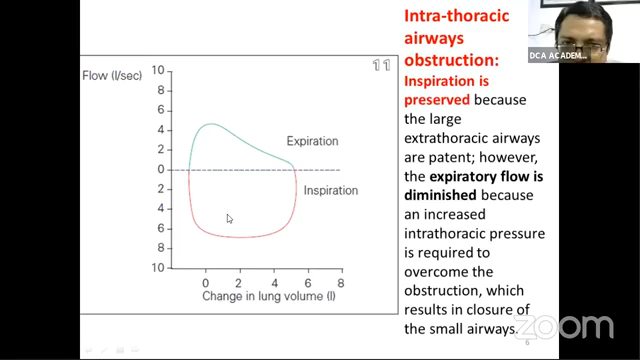 Intra-thoracic
airways
obstruction:
Inspiration is
preserved because
the large
extrathoracic airways
are patent; however,
the expiratory flow is
diminished because
an increased
intrathoracic pressure
is required to
overcome the
obstruction, which
results in closure of
the small airways.
6
11
Flow (l/sec)
10
8
6
4
2
0
2
4
6
8
10
Expiration
Inspiration
0 2 4 6 8
Change in lung volume (l)
DCA ACADEM...
zoom